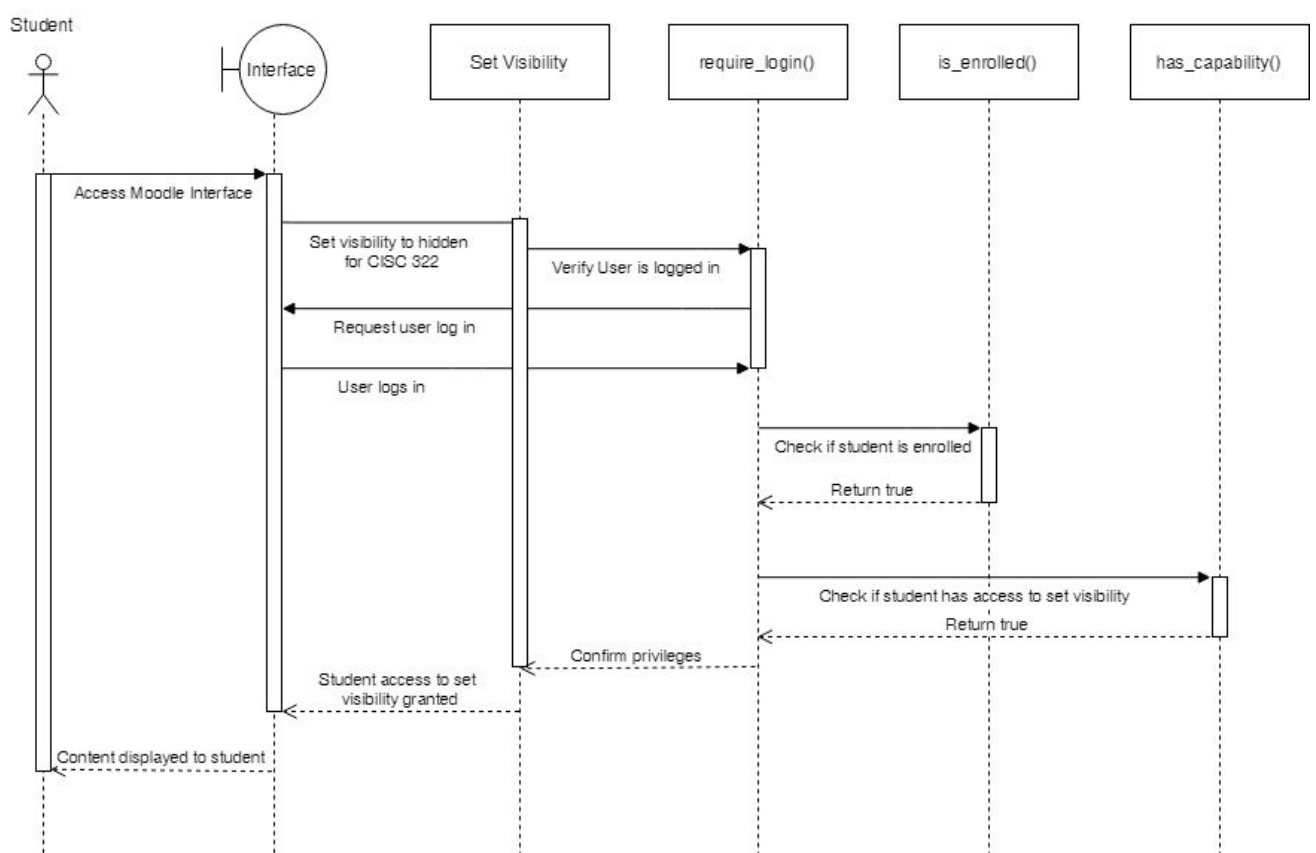 Student
Interface
Set Visibility
require_login()
is_enrolled()
has_capability()
Access Moodle Interface
Set visibility to hidden
for CISC 322
Verify User is logged in
Request user log in
User logs in
Check if student is enrolled
Return true
Check if student has access to set visibility
Return true
Confirm privileges
Student access to set
visibility granted
Content displayed to student